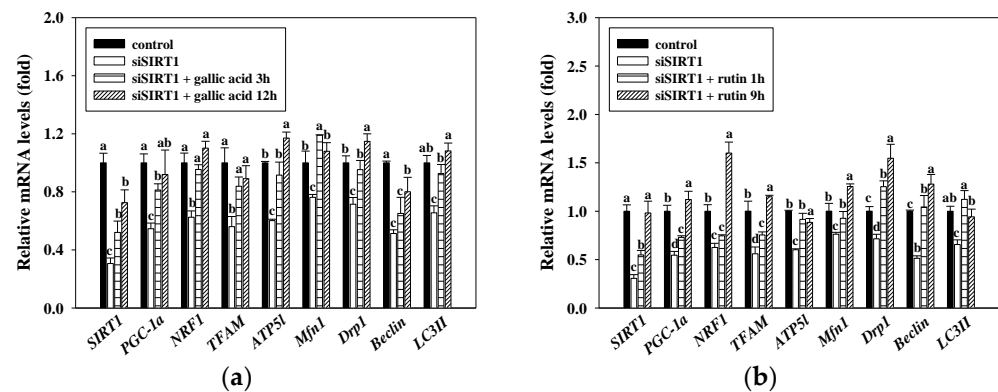 2.0
1.6
1.2
0.8
0.4
0.0
Relative mRNA levels (fold)
control
siSIRT1
siSIRT1 + gallic acid 3h
siSIRT1 + gallic acid 12h
a c b b
a c b ab
a c b a
a b a a
b c b a
b c a b
b c b a
a c c b
a c b a
SIRT1
PGC-1a
NRF1
TFAM
ATP5l
Mfn1
Drp1
Beclin
LC3II
(a)
3.0
2.5
2.0
1.5
1.0
0.5
0.0
Relative mRNA levels (fold)
control
siSIRT1
siSIRT1 + rutin 1h
siSIRT1 + rutin 9h
a c b a
b d c a
b c c a
b d c a
b c a a
b c b a
c d b a
c b a
ab c a b
SIRT1
PGC-1a
NRF1
TFAM
ATP5l
Mfn1
Drp1
Beclin
LC3II
(b)